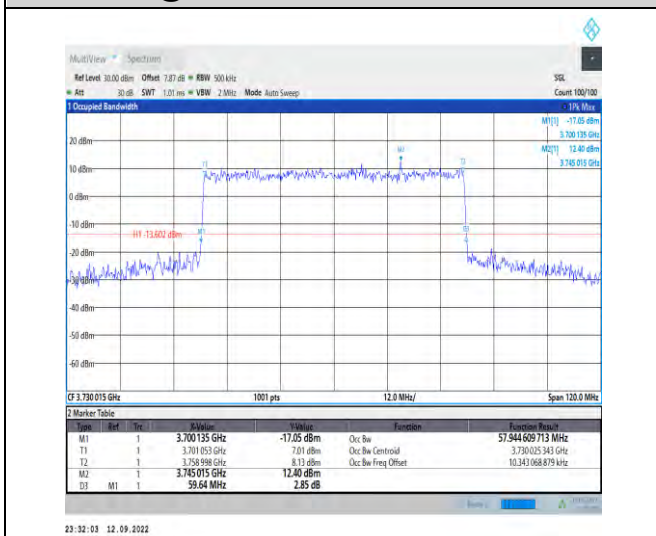 MultiView Spectrum
Ref Level 30.00 dBm Offset 7.87 dB RBW 500 kHz SGL
Att 30 dB SWT 1.01 ms VBW 2 MHz Mode Auto Sweep Count 100/100
1 Occupied Bandwidth 1Pk Max
M1[1] -17.05 dBm
3.700 135 GHz
M2[1] 12.40 dBm
3.745 015 GHz
20 dBm
10 dBm
0 dBm
-10 dBm
-20 dBm
-30 dBm
-40 dBm
-50 dBm
-60 dBm
T1
M2
T2
M1
D3
H1 -13.602 dBm
CF 3.730 015 GHz 1001 pts 12.0 MHz/ Span 120.0 MHz
2 Marker Table
Type Ref Trc X-Value Y-Value Function Function Result
M1 1 3.700135 GHz -17.05 dBm Occ Bw 57.944 609 713 MHz
T1 1 3.701 053 GHz 7.01 dBm Occ Bw Centroid 3.730 025 343 GHz
T2 1 3.758 998 GHz 8.13 dBm Occ Bw Freq Offset 10.343 068 879 kHz
M2 1 3.745 015 GHz 12.40 dBm
D3 M1 1 59.64 MHz 2.85 dB
23:32:03 12.09.2022